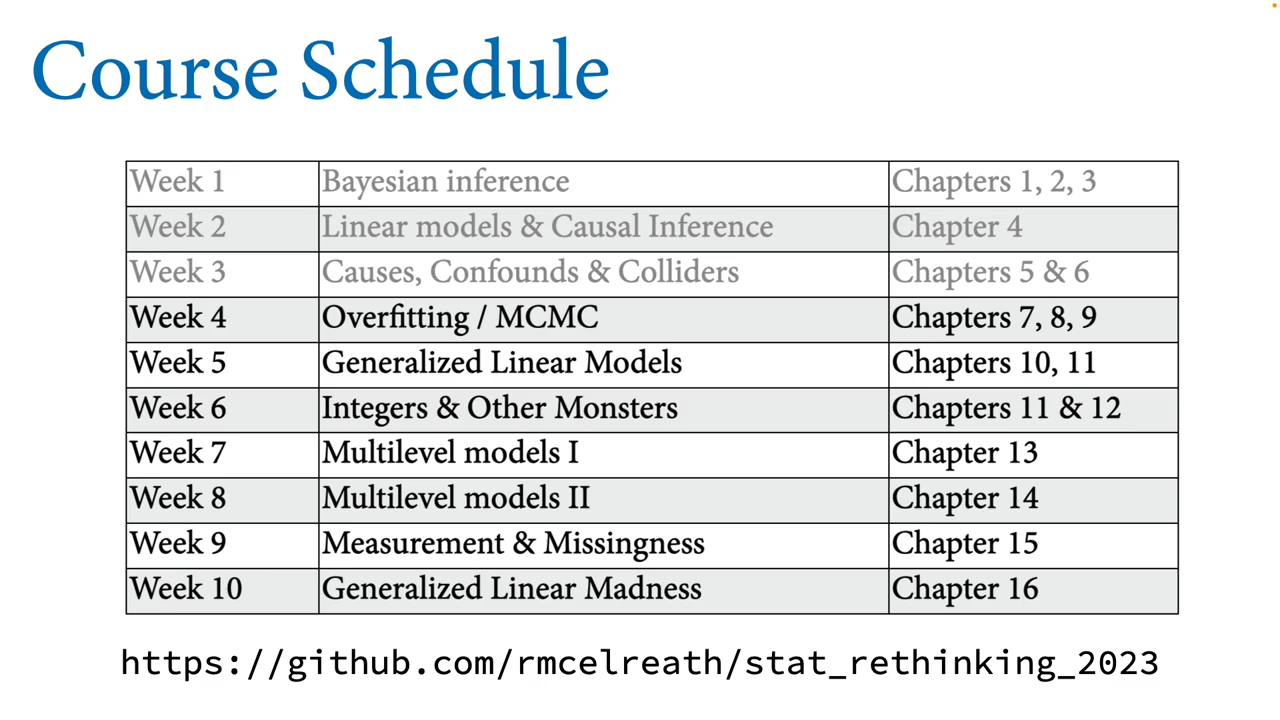 Course Schedule
Week 1 Bayesian inference Chapters 1, 2, 3
Week 2 Linear models & Causal Inference Chapter 4
Week 3 Causes, Confounds & Colliders Chapters 5 & 6
Week 4 Overfitting / MCMC Chapters 7, 8, 9
Week 5 Generalized Linear Models Chapters 10, 11
Week 6 Integers & Other Monsters Chapters 11 & 12
Week 7 Multilevel models I Chapter 13
Week 8 Multilevel models II Chapter 14
Week 9 Measurement & Missingness Chapter 15
Week 10 Generalized Linear Madness Chapter 16
https://github.com/rmcelreath/stat_rethinking_2023